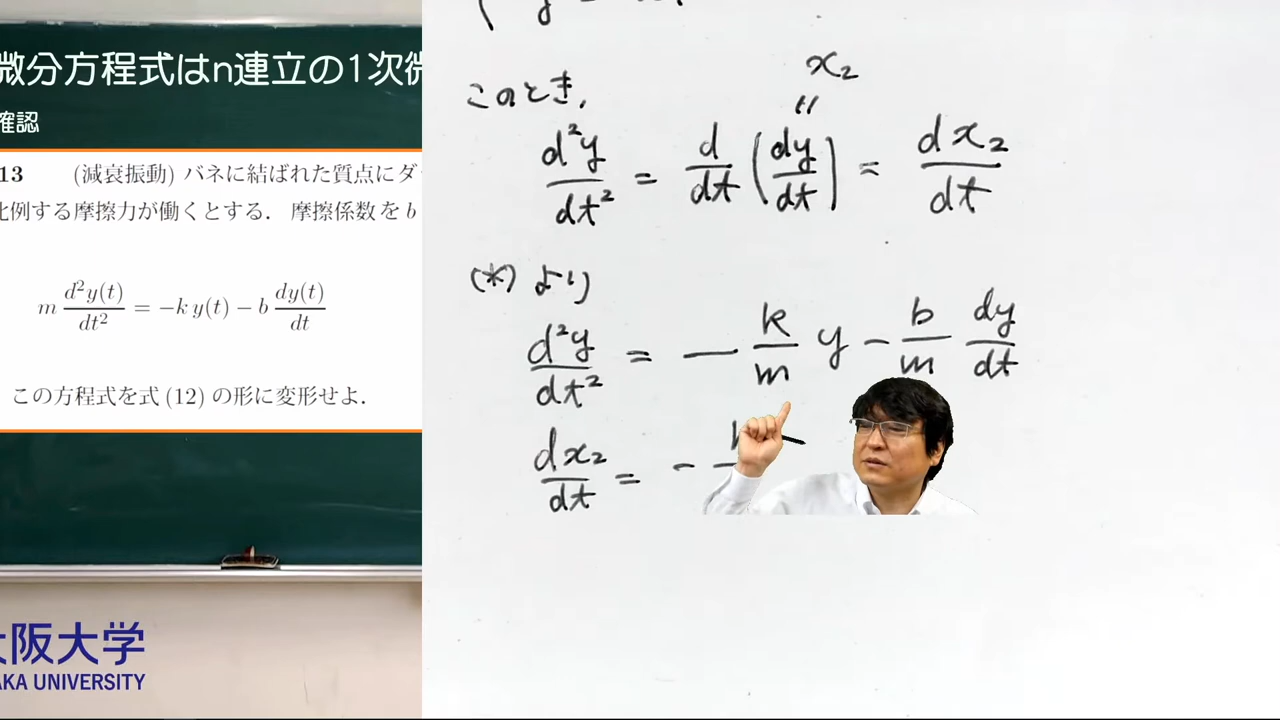 微分方程式はn連立の1次微
確認
13 (減衰振動) バネに結ばれた質点にダ
比例する摩擦力が働くとする. 摩擦係数を b
m d²y(t)/dt² = −k y(t) − b dy(t)/dt
この方程式を式 (12) の形に変形せよ.
大阪大学
AKA UNIVERSITY
このとき,
x₂
〃
d²y/dt² = d/dt (dy/dt) = dx₂/dt
(*) より
d²y/dt² = − k/m y − b/m dy/dt
dx₂/dt = −